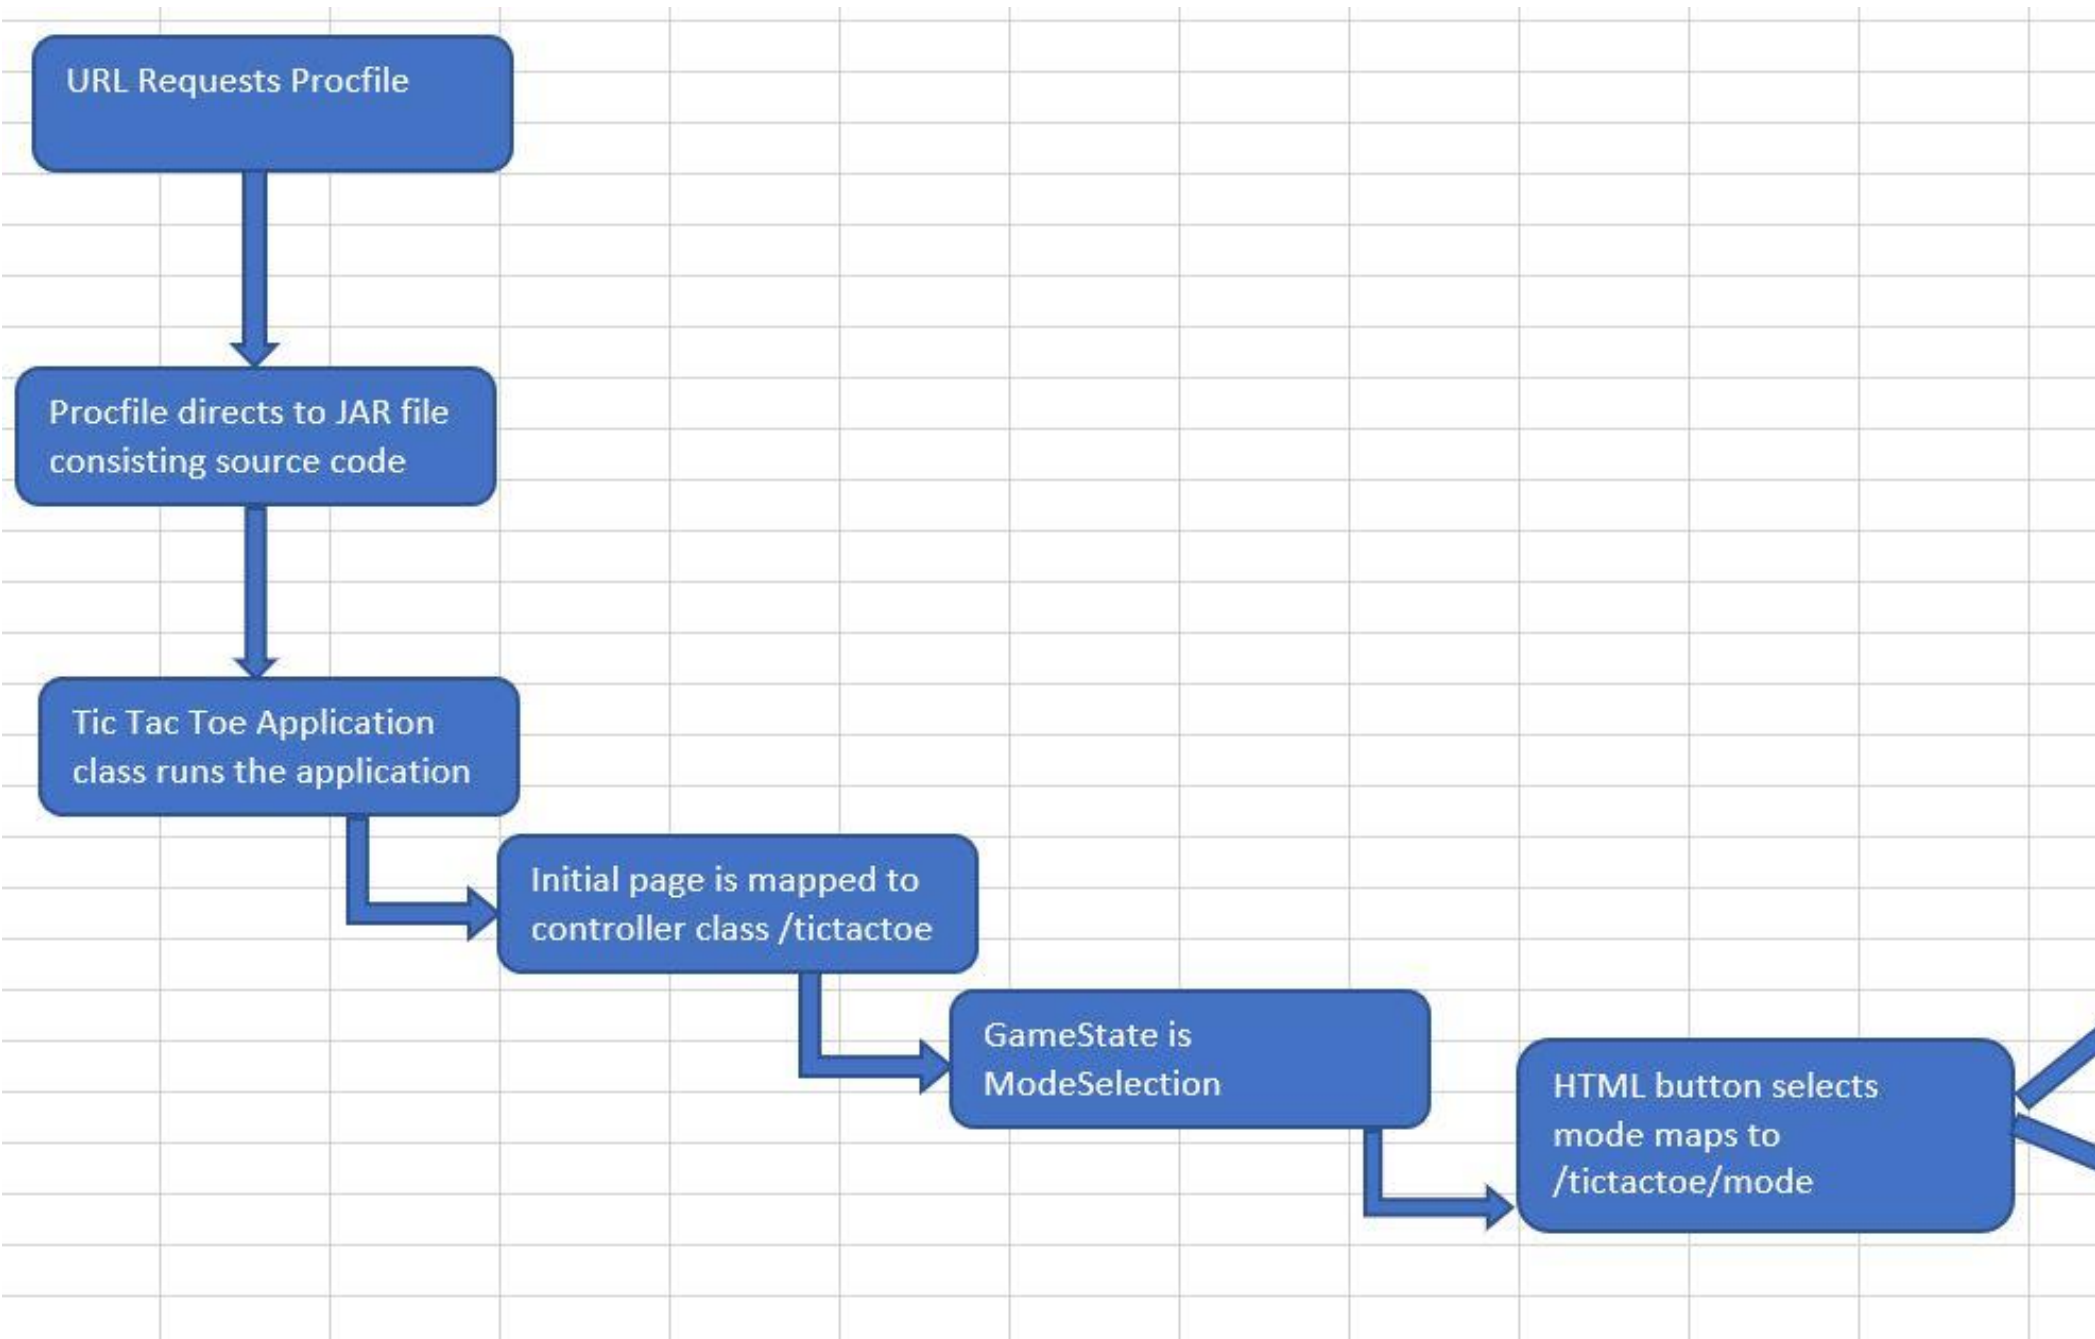 URL Requests Procfile
Procfile directs to JAR file
consisting source code
Tic Tac Toe Application
class runs the application
Initial page is mapped to
controller class /tictactoe
GameState is
ModeSelection
HTML button selects
mode maps to
/tictactoe/mode